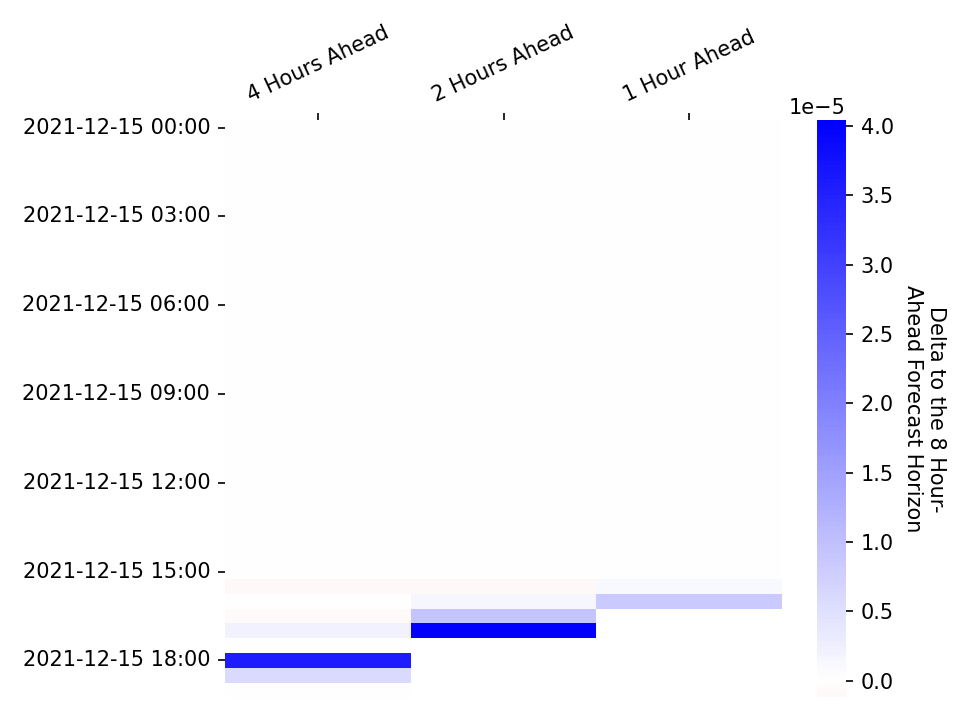 4 Hours Ahead
2 Hours Ahead
1 Hour Ahead
1e−5
2021-12-15 00:00
2021-12-15 03:00
2021-12-15 06:00
2021-12-15 09:00
2021-12-15 12:00
2021-12-15 15:00
2021-12-15 18:00
4.0
3.5
3.0
2.5
2.0
1.5
1.0
0.5
0.0
Delta to the 8 Hour-
Ahead Forecast Horizon